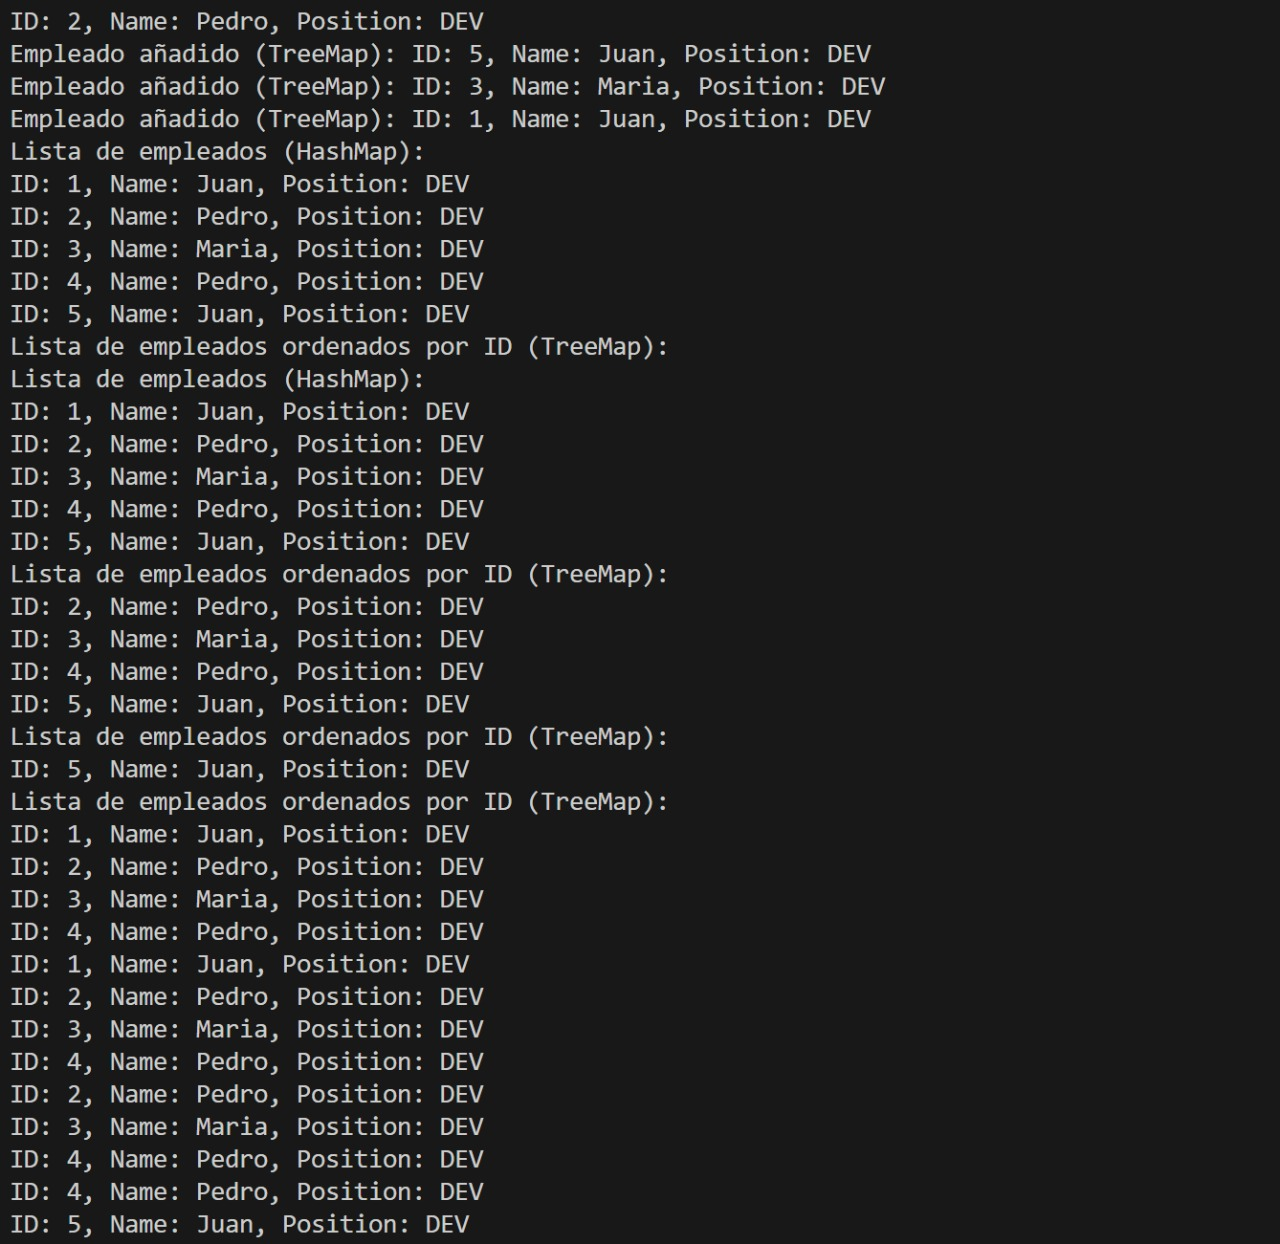 ID: 2, Name: Pedro, Position: DEV
Empleado añadido (TreeMap): ID: 5, Name: Juan, Position: DEV
Empleado añadido (TreeMap): ID: 3, Name: Maria, Position: DEV
Empleado añadido (TreeMap): ID: 1, Name: Juan, Position: DEV
Lista de empleados (HashMap):
ID: 1, Name: Juan, Position: DEV
ID: 2, Name: Pedro, Position: DEV
ID: 3, Name: Maria, Position: DEV
ID: 4, Name: Pedro, Position: DEV
ID: 5, Name: Juan, Position: DEV
Lista de empleados ordenados por ID (TreeMap):
Lista de empleados (HashMap):
ID: 1, Name: Juan, Position: DEV
ID: 2, Name: Pedro, Position: DEV
ID: 3, Name: Maria, Position: DEV
ID: 4, Name: Pedro, Position: DEV
ID: 5, Name: Juan, Position: DEV
Lista de empleados ordenados por ID (TreeMap):
ID: 2, Name: Pedro, Position: DEV
ID: 3, Name: Maria, Position: DEV
ID: 4, Name: Pedro, Position: DEV
ID: 5, Name: Juan, Position: DEV
Lista de empleados ordenados por ID (TreeMap):
ID: 5, Name: Juan, Position: DEV
Lista de empleados ordenados por ID (TreeMap):
ID: 1, Name: Juan, Position: DEV
ID: 2, Name: Pedro, Position: DEV
ID: 3, Name: Maria, Position: DEV
ID: 4, Name: Pedro, Position: DEV
ID: 1, Name: Juan, Position: DEV
ID: 2, Name: Pedro, Position: DEV
ID: 3, Name: Maria, Position: DEV
ID: 4, Name: Pedro, Position: DEV
ID: 2, Name: Pedro, Position: DEV
ID: 3, Name: Maria, Position: DEV
ID: 4, Name: Pedro, Position: DEV
ID: 4, Name: Pedro, Position: DEV
ID: 5, Name: Juan, Position: DEV